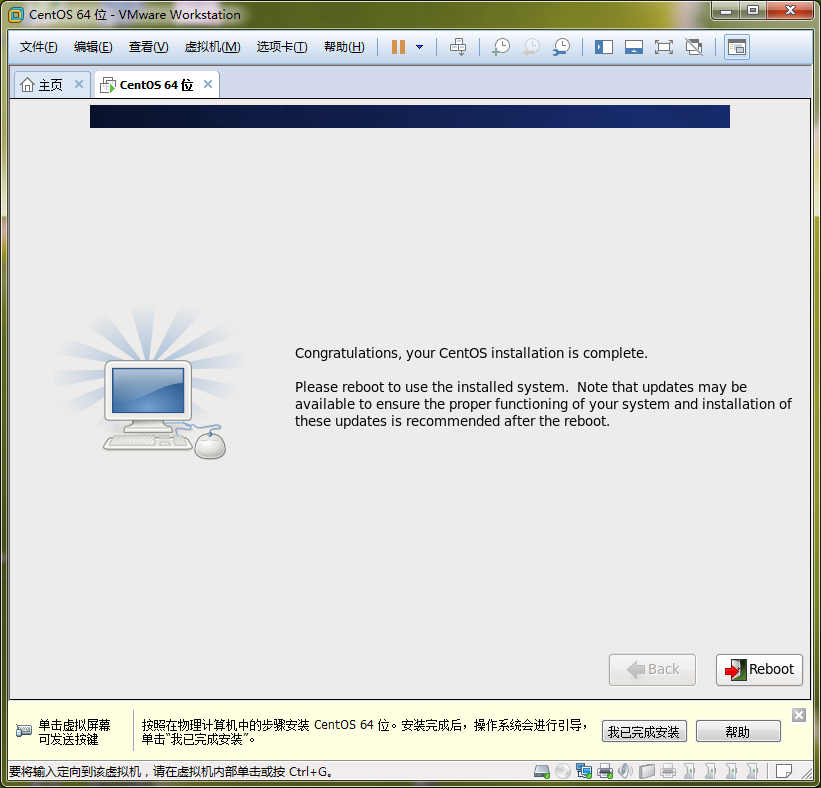 CentOS 64 位 - VMware Workstation
文件(F) 编辑(E) 查看(V) 虚拟机(M) 选项卡(T) 帮助(H)
主页 CentOS 64 位
Congratulations, your CentOS installation is complete.
Please reboot to use the installed system.  Note that updates may be
available to ensure the proper functioning of your system and installation of
these updates is recommended after the reboot.
Back Reboot
单击虚拟屏幕
可发送按键
按照在物理计算机中的步骤安装 CentOS 64 位。安装完成后，操作系统会进行引导，
单击“我已完成安装”。
我已完成安装 帮助
要将输入定向到该虚拟机，请在虚拟机内部单击或按 Ctrl+G。